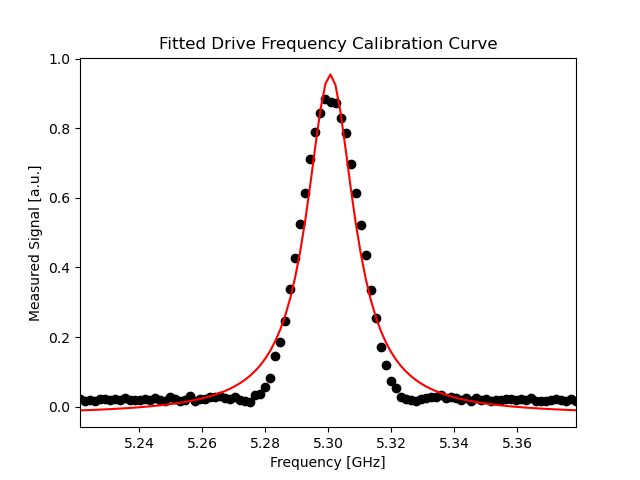 Fitted Drive Frequency Calibration Curve
1.0
0.8
0.6
0.4
0.2
0.0
Measured Signal [a.u.]
5.24 5.26 5.28 5.30 5.32 5.34 5.36
Frequency [GHz]